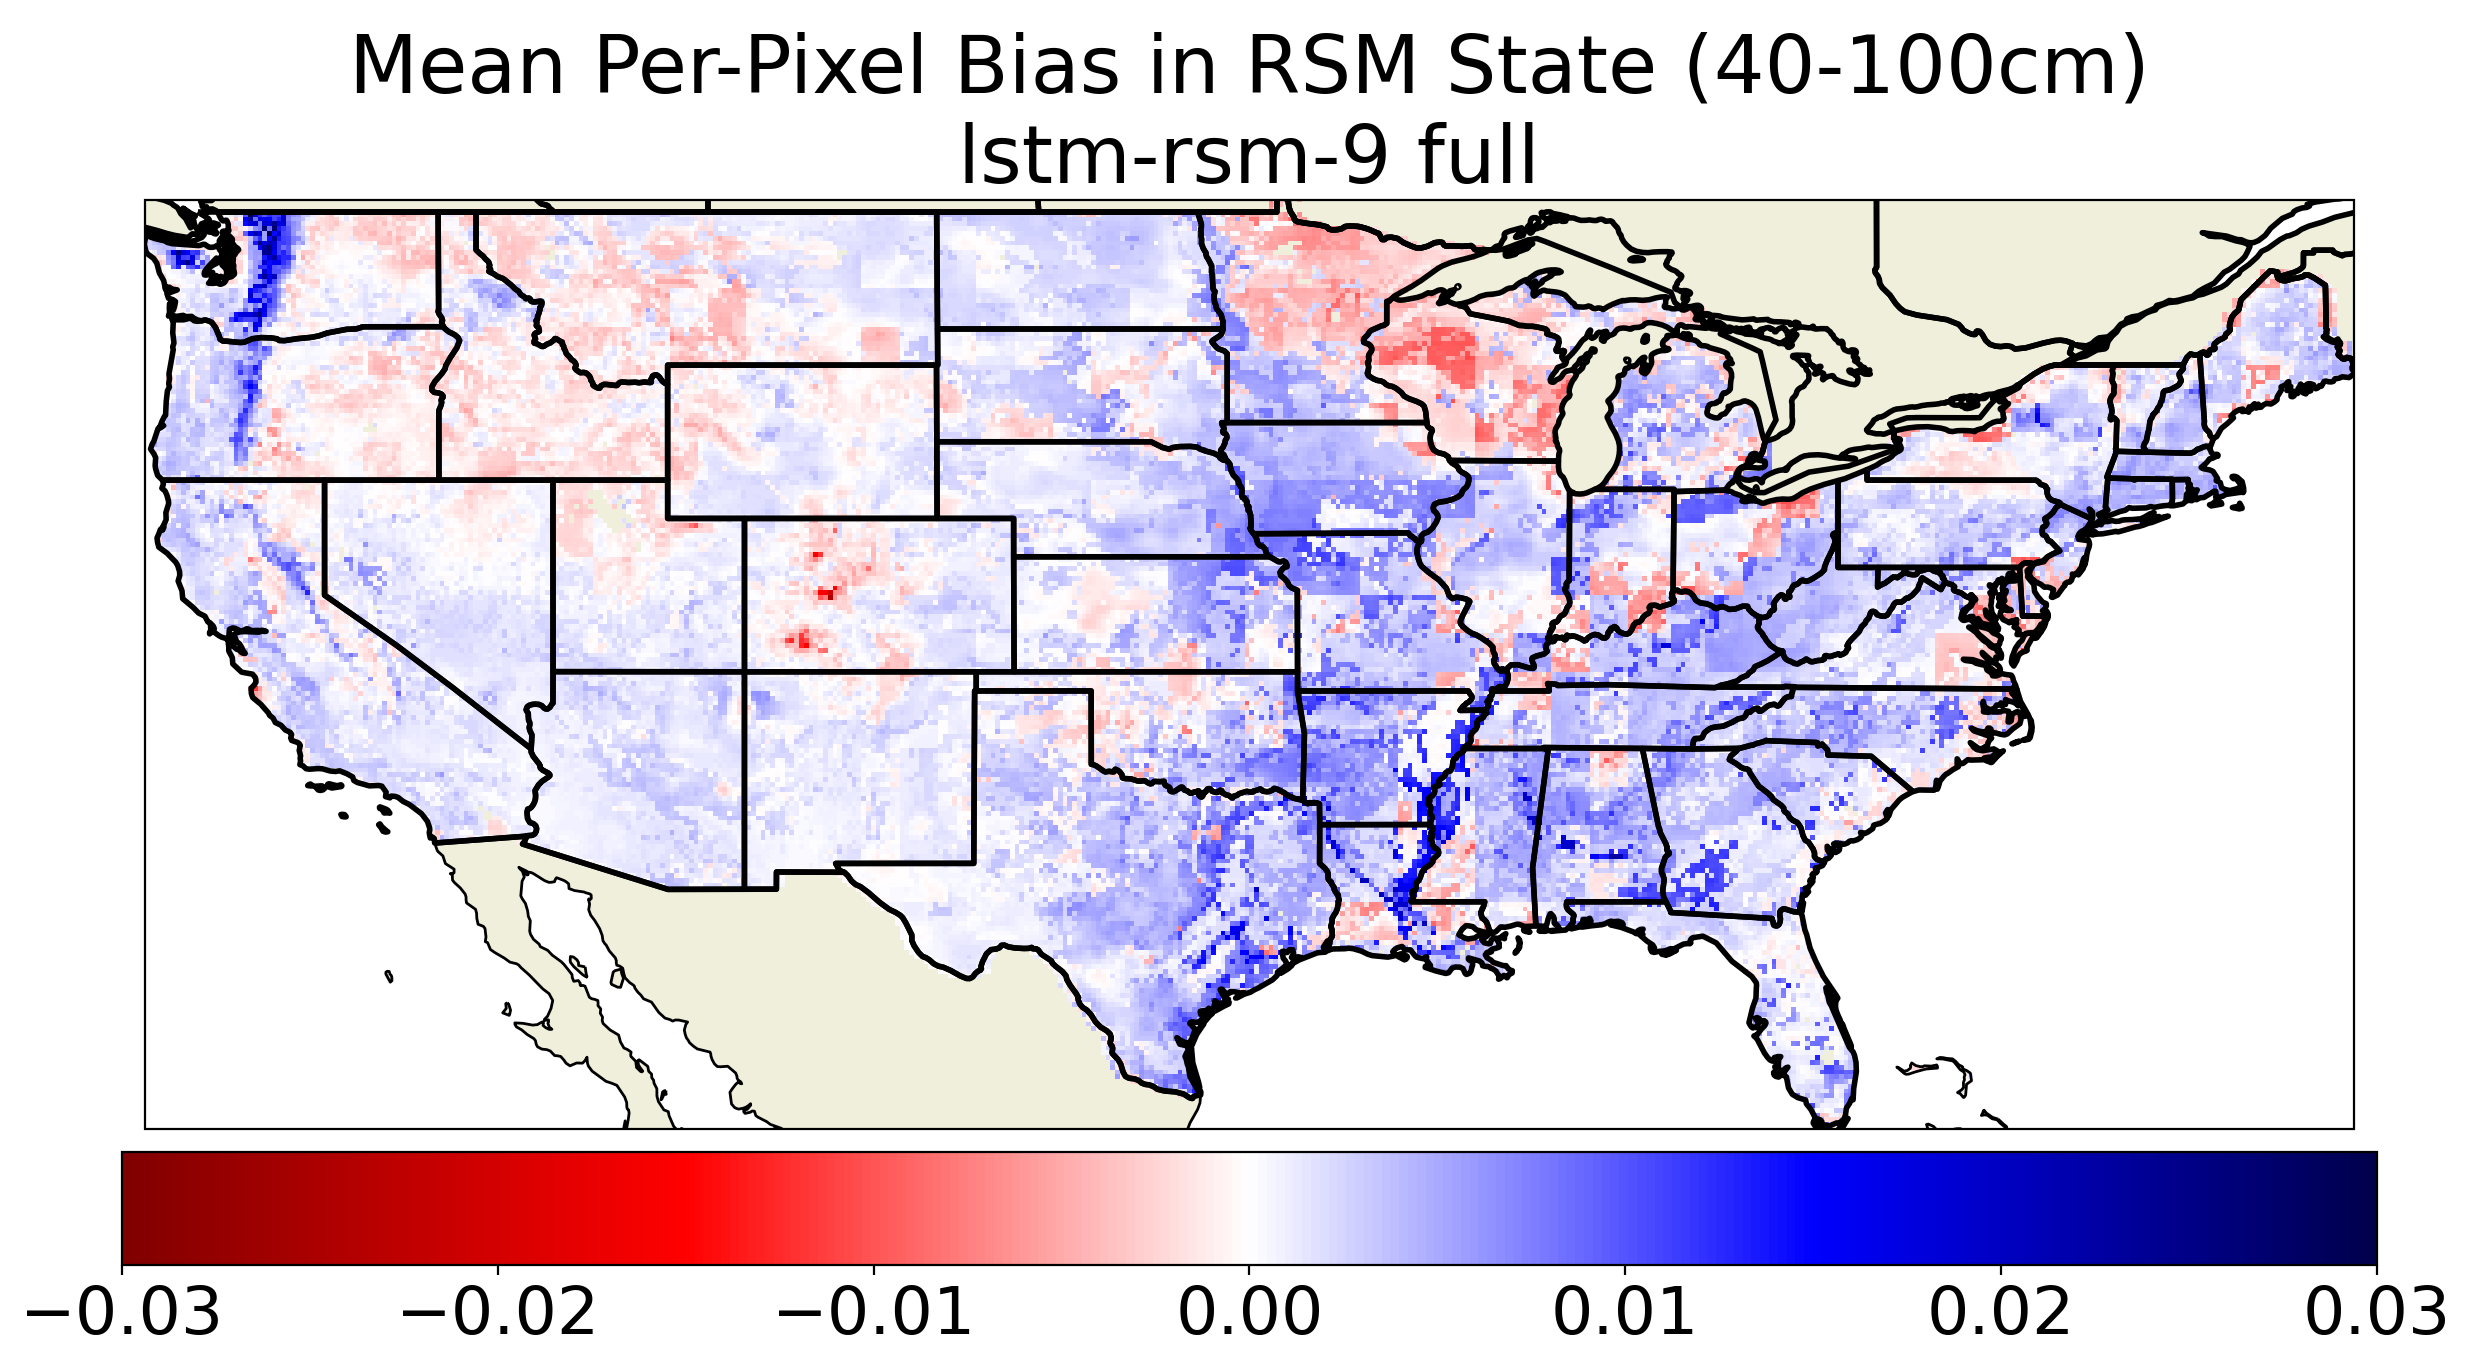 Mean Per-Pixel Bias in RSM State (40-100cm)
lstm-rsm-9 full
−0.03 −0.02 −0.01 0.00 0.01 0.02 0.03